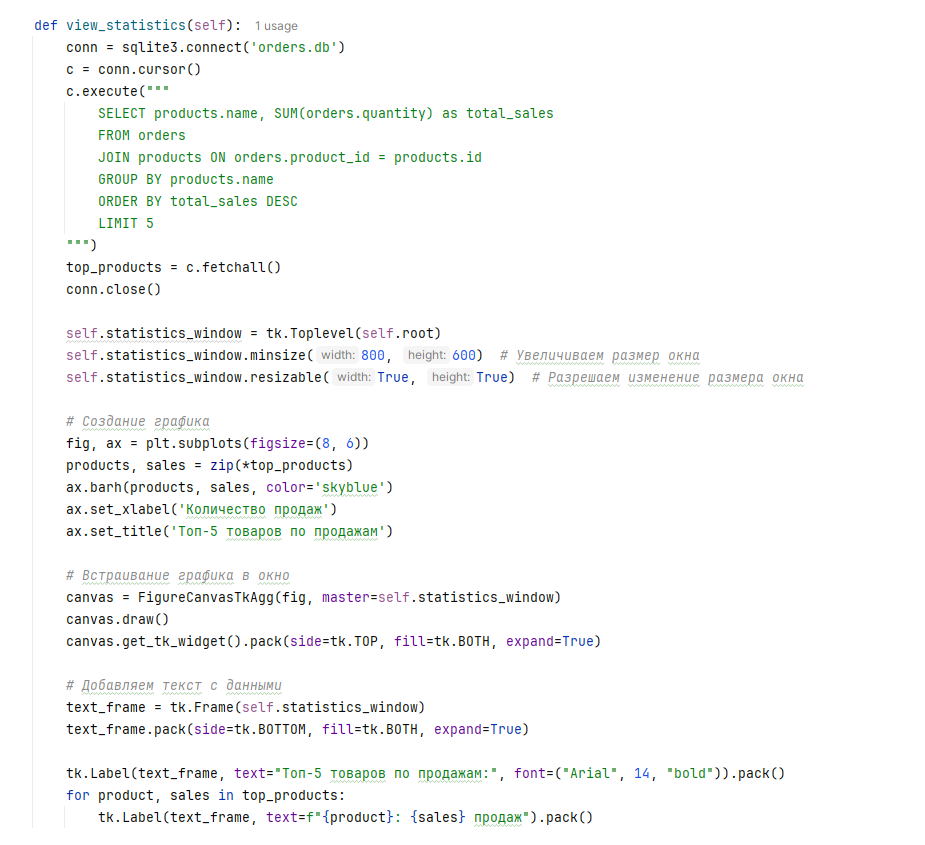 def view_statistics(self): 1 usage
    conn = sqlite3.connect('orders.db')
    c = conn.cursor()
    c.execute("""
        SELECT products.name, SUM(orders.quantity) as total_sales
        FROM orders
        JOIN products ON orders.product_id = products.id
        GROUP BY products.name
        ORDER BY total_sales DESC
        LIMIT 5
    """)
    top_products = c.fetchall()
    conn.close()

    self.statistics_window = tk.Toplevel(self.root)
    self.statistics_window.minsize( width: 800, height: 600)  # Увеличиваем размер окна
    self.statistics_window.resizable( width: True, height: True)  # Разрешаем изменение размера окна

    # Создание графика
    fig, ax = plt.subplots(figsize=(8, 6))
    products, sales = zip(*top_products)
    ax.barh(products, sales, color='skyblue')
    ax.set_xlabel('Количество продаж')
    ax.set_title('Топ-5 товаров по продажам')

    # Встраивание графика в окно
    canvas = FigureCanvasTkAgg(fig, master=self.statistics_window)
    canvas.draw()
    canvas.get_tk_widget().pack(side=tk.TOP, fill=tk.BOTH, expand=True)

    # Добавляем текст с данными
    text_frame = tk.Frame(self.statistics_window)
    text_frame.pack(side=tk.BOTTOM, fill=tk.BOTH, expand=True)

    tk.Label(text_frame, text="Топ-5 товаров по продажам:", font=("Arial", 14, "bold")).pack()
    for product, sales in top_products:
        tk.Label(text_frame, text=f"{product}: {sales} продаж").pack()